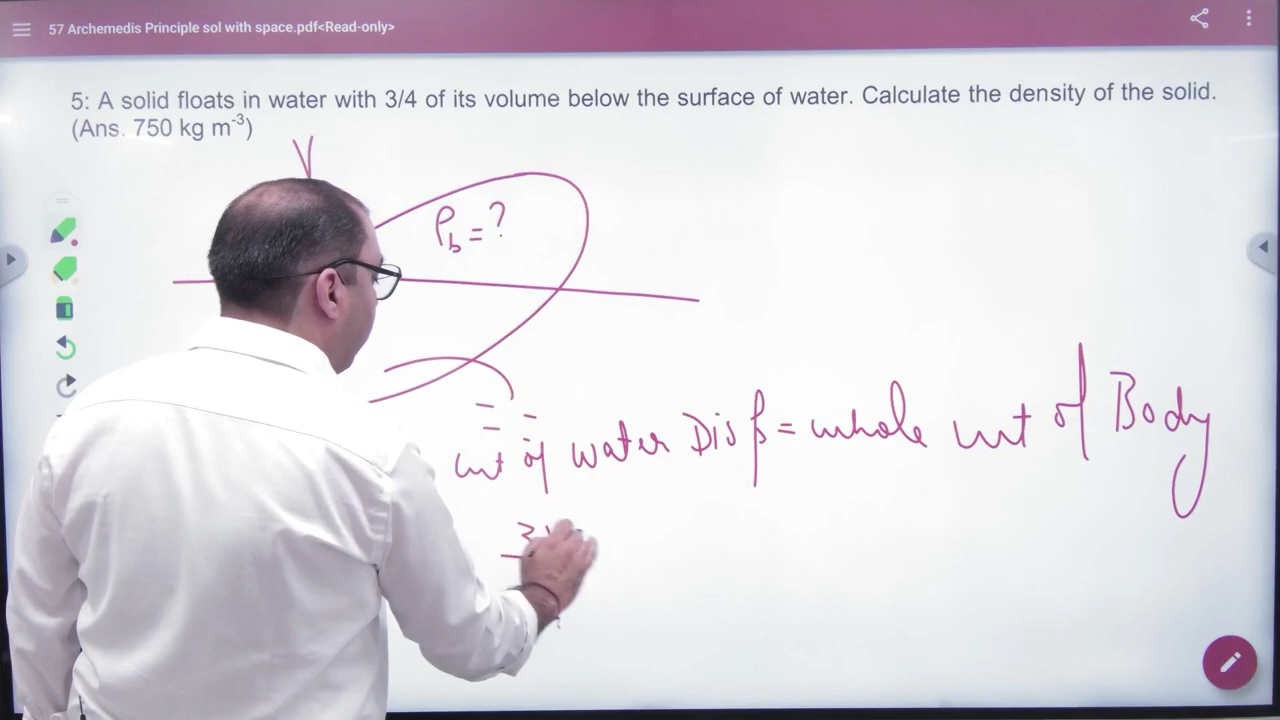 57 Archemedis Principle sol with space.pdf<Read-only>
5: A solid floats in water with 3/4 of its volume below the surface of water. Calculate the density of the solid.
(Ans. 750 kg m⁻³)
V
ρb = ?
wt of water Disp = whole wt of Body
3